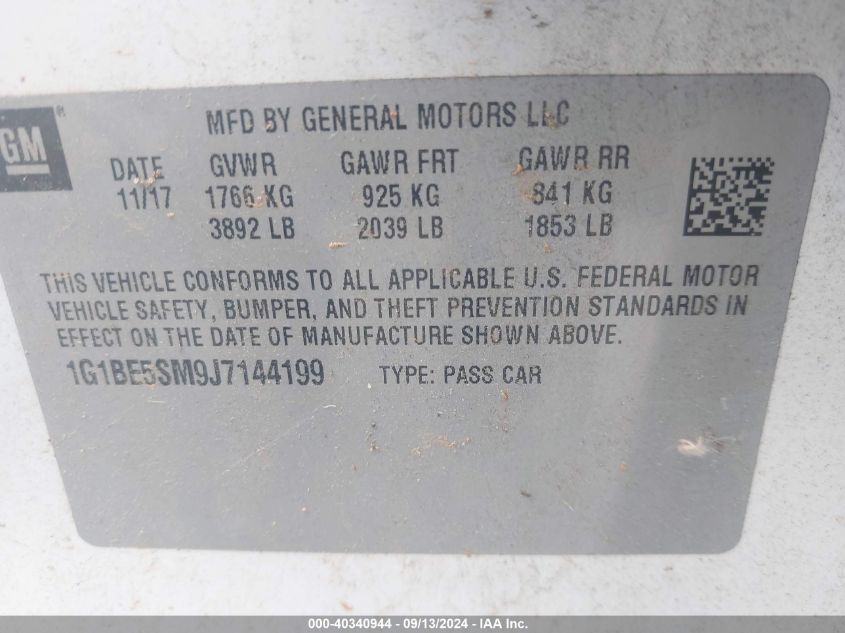 GM ®
MFD BY GENERAL MOTORS LLC
DATE GVWR GAWR FRT GAWR RR
11/17 1766 KG 925 KG 841 KG
3892 LB 2039 LB 1853 LB
THIS VEHICLE CONFORMS TO ALL APPLICABLE U.S. FEDERAL MOTOR
VEHICLE SAFETY, BUMPER, AND THEFT PREVENTION STANDARDS IN
EFFECT ON THE DATE OF MANUFACTURE SHOWN ABOVE.
1G1BE5SM9J7144199 TYPE: PASS CAR
000-40340944 - 09/13/2024 - IAA Inc.